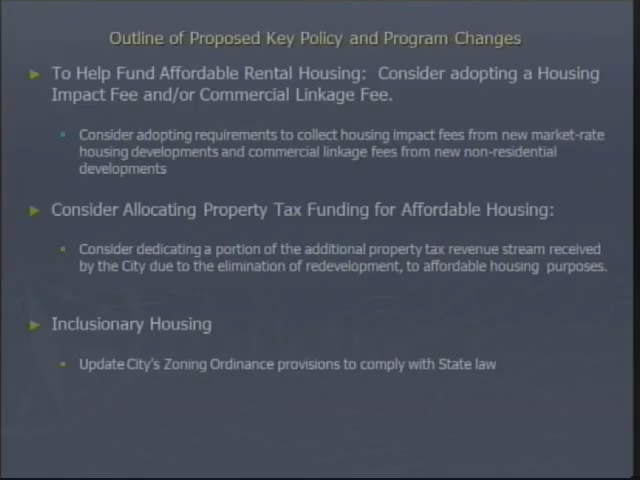 Outline of Proposed Key Policy and Program Changes
To Help Fund Affordable Rental Housing: Consider adopting a Housing
Impact Fee and/or Commercial Linkage Fee.
Consider adopting requirements to collect housing impact fees from new market-rate
housing developments and commercial linkage fees from new non-residential
developments
Consider Allocating Property Tax Funding for Affordable Housing:
Consider dedicating a portion of the additional property tax revenue stream received
by the City due to the elimination of redevelopment, to affordable housing purposes.
Inclusionary Housing
Update City's Zoning Ordinance provisions to comply with State law